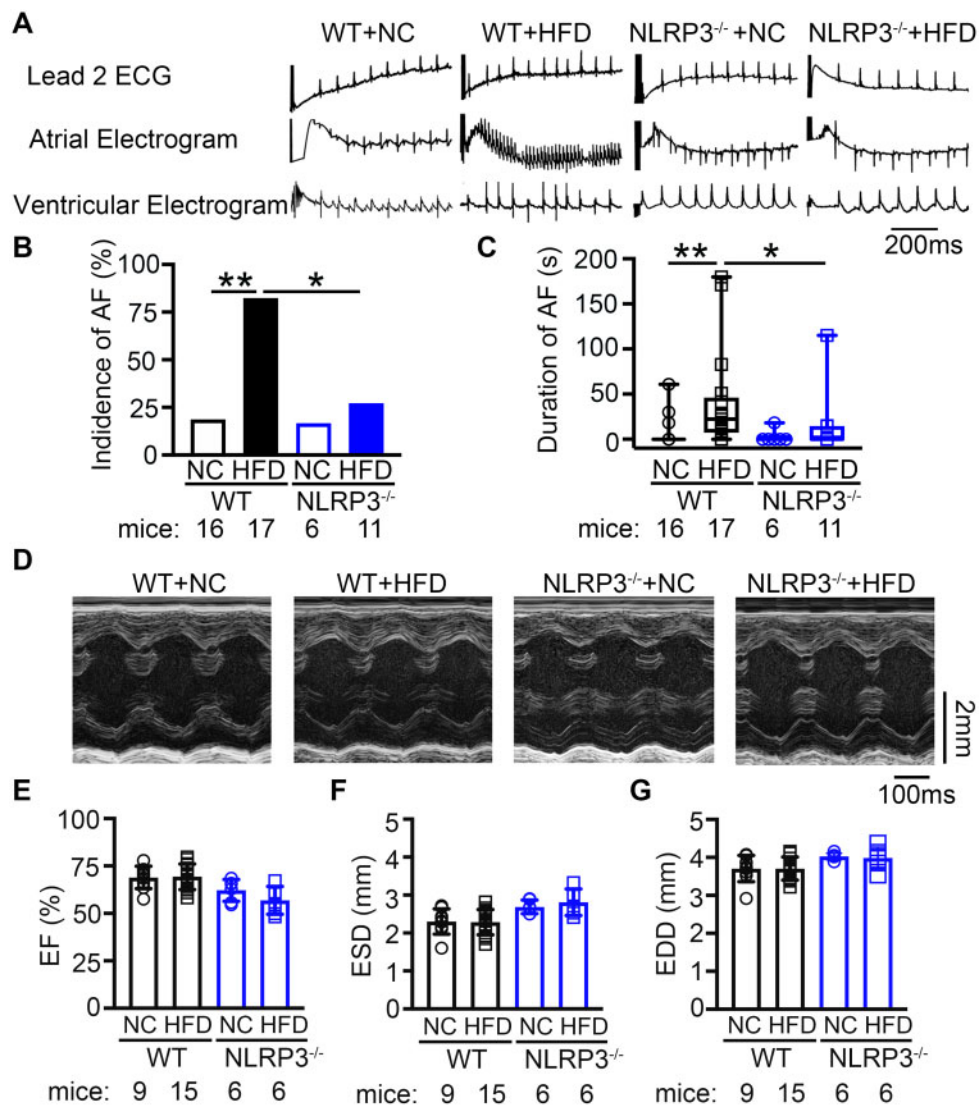 A
WT+NC WT+HFD NLRP3-/-+NC NLRP3-/-+HFD
Lead 2 ECG
Atrial Electrogram
Ventricular Electrogram
200ms
B
Indidence of AF (%)
100
75
50
25
0
** *
NC HFD NC HFD
WT NLRP3-/-
mice: 16 17 6 11
C
Duration of AF (s)
200
150
100
50
0
** *
NC HFD NC HFD
WT NLRP3-/-
mice: 16 17 6 11
D
WT+NC WT+HFD NLRP3-/-+NC NLRP3-/-+HFD
2mm
100ms
E
EF (%)
100
75
50
25
0
NC HFD NC HFD
WT NLRP3-/-
mice: 9 15 6 6
F
ESD (mm)
5
4
3
2
1
0
NC HFD NC HFD
WT NLRP3-/-
mice: 9 15 6 6
G
EDD (mm)
5
4
3
2
1
0
NC HFD NC HFD
WT NLRP3-/-
mice: 9 15 6 6